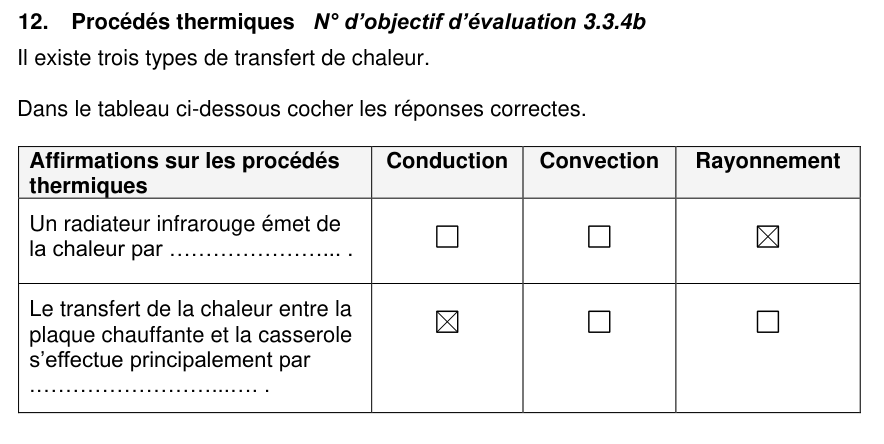 12. Procédés thermiques N° d’objectif d’évaluation 3.3.4b
Il existe trois types de transfert de chaleur.
Dans le tableau ci-dessous cocher les réponses correctes.
Affirmations sur les procédés
thermiques
Conduction
Convection
Rayonnement
Un radiateur infrarouge émet de
la chaleur par …………………... .
☐
☐
☒
Le transfert de la chaleur entre la
plaque chauffante et la casserole
s’effectue principalement par
.……………………...…. .
☒
☐
☐